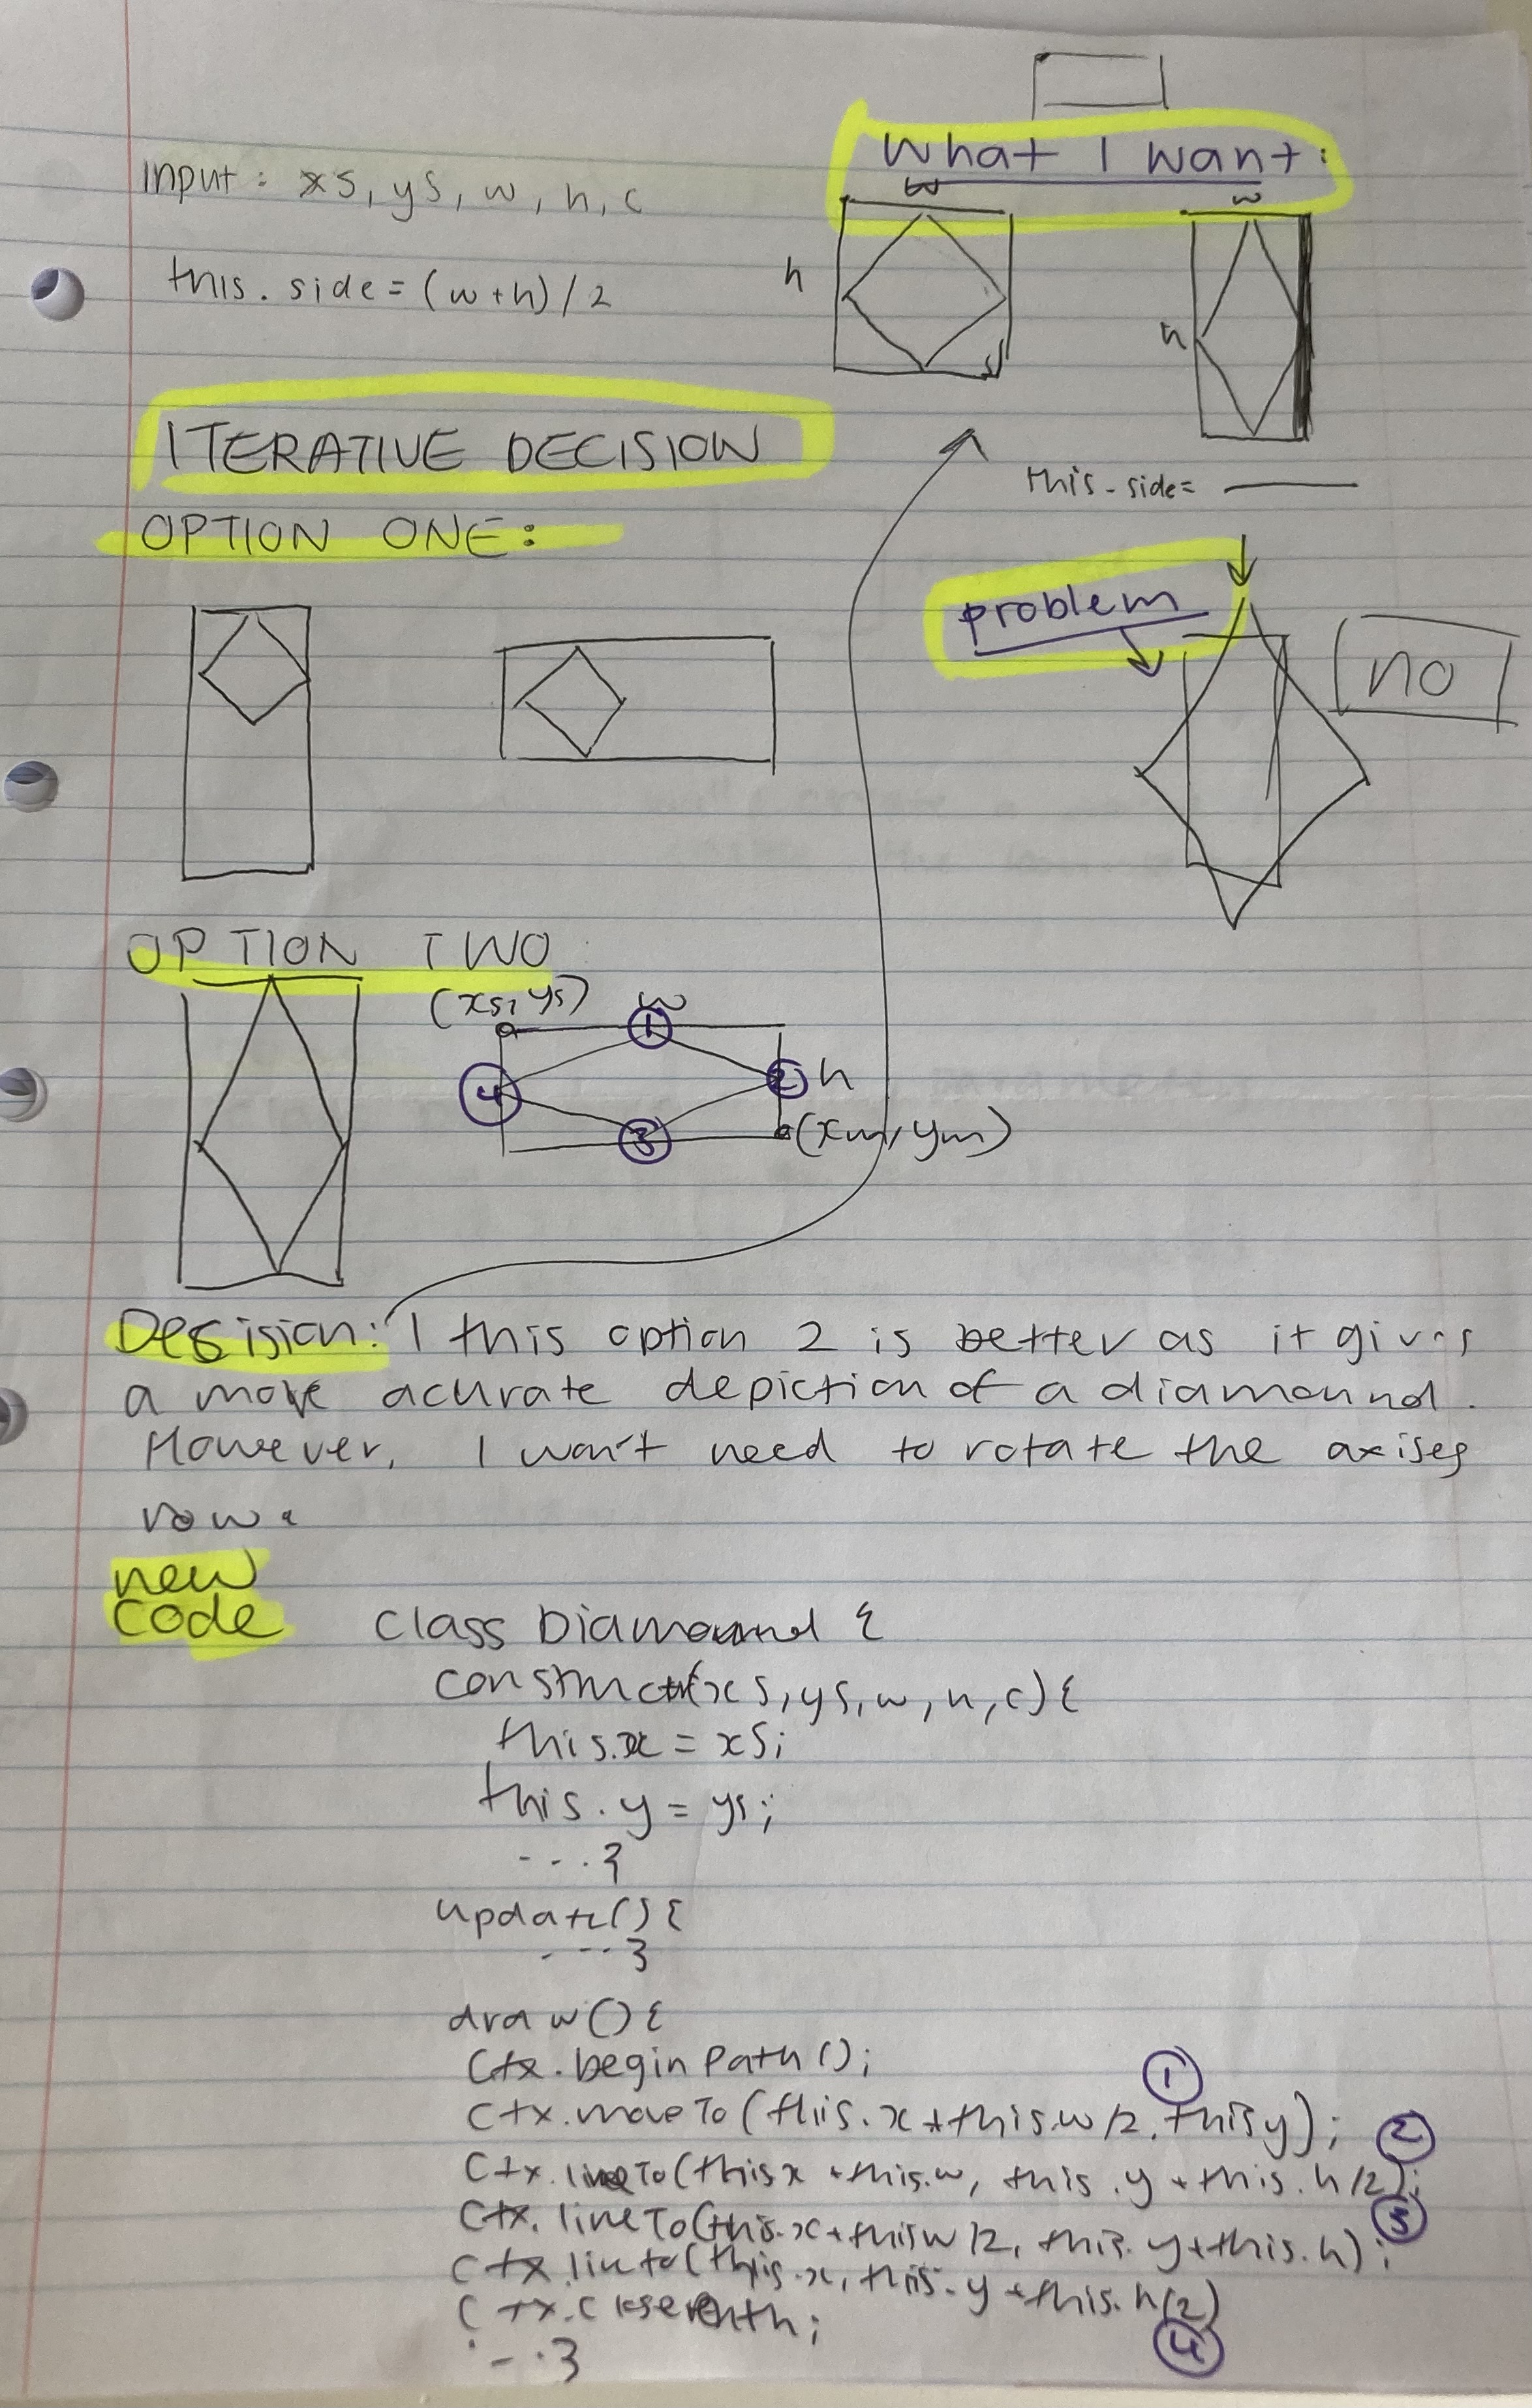 input: xs, ys, w, h, c
this.side = (w+h)/2
What I want:
w
h
w
h
this.side= ____
ITERATIVE DECISION
OPTION ONE:
problem
no
OPTION TWO
(xs, ys)
w
1
2
h
4
3
(xm, ym)
Decision: I this option 2 is better as it gives
a more acurate depiction of a diamound.
However, I won't need to rotate the axises
now.
new
code
class Diamound {
constructr(xs,ys,w,h,c){
this.x = xs;
this.y = ys;
...}
update(){
....}
draw(){
ctx.beginPath();
1
ctx.moveTo(this.x+this.w/2, this y);
2
ctx.lineTo(this x +this.w, this.y+this.h/2);
3
ctx.lineTo(this.x+this w/2, this.y+this.h);
ctx.lineto(this.x, this.y+this.h/2)
4
ctx.closePath;
...}